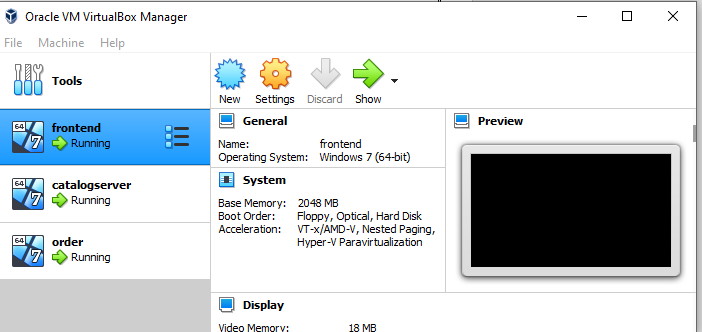 Oracle VM VirtualBox Manager
File Machine Help
Tools
New Settings Discard Show
64 7 frontend
Running
64 7 catalogserver
Running
64 7 order
Running
General
Name: frontend
Operating System: Windows 7 (64-bit)
System
Base Memory: 2048 MB
Boot Order: Floppy, Optical, Hard Disk
Acceleration: VT-x/AMD-V, Nested Paging,
Hyper-V Paravirtualization
Display
Video Memory: 18 MB
Preview